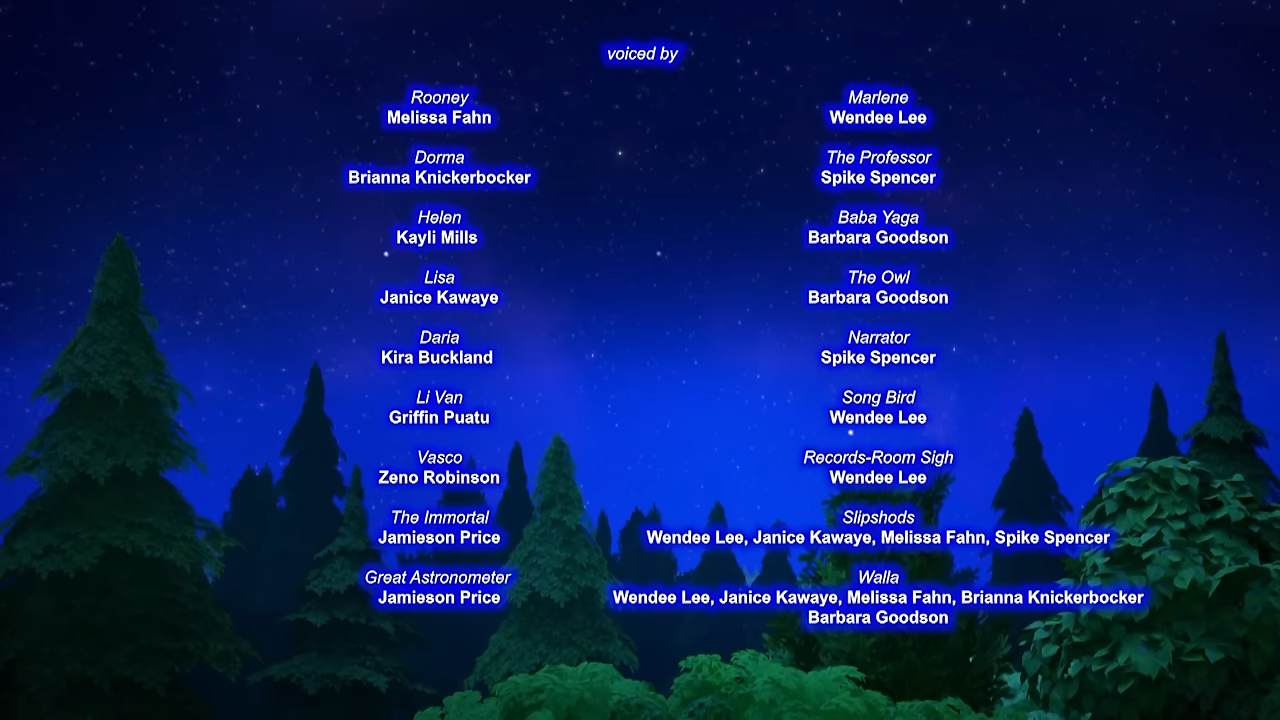 voiced by
Rooney
Melissa Fahn
Dorma
Brianna Knickerbocker
Helen
Kayli Mills
Lisa
Janice Kawaye
Daria
Kira Buckland
Li Van
Griffin Puatu
Vasco
Zeno Robinson
The Immortal
Jamieson Price
Great Astronometer
Jamieson Price
Marlene
Wendee Lee
The Professor
Spike Spencer
Baba Yaga
Barbara Goodson
The Owl
Barbara Goodson
Narrator
Spike Spencer
Song Bird
Wendee Lee
Records-Room Sigh
Wendee Lee
Slipshods
Wendee Lee, Janice Kawaye, Melissa Fahn, Spike Spencer
Walla
Wendee Lee, Janice Kawaye, Melissa Fahn, Brianna Knickerbocker
Barbara Goodson